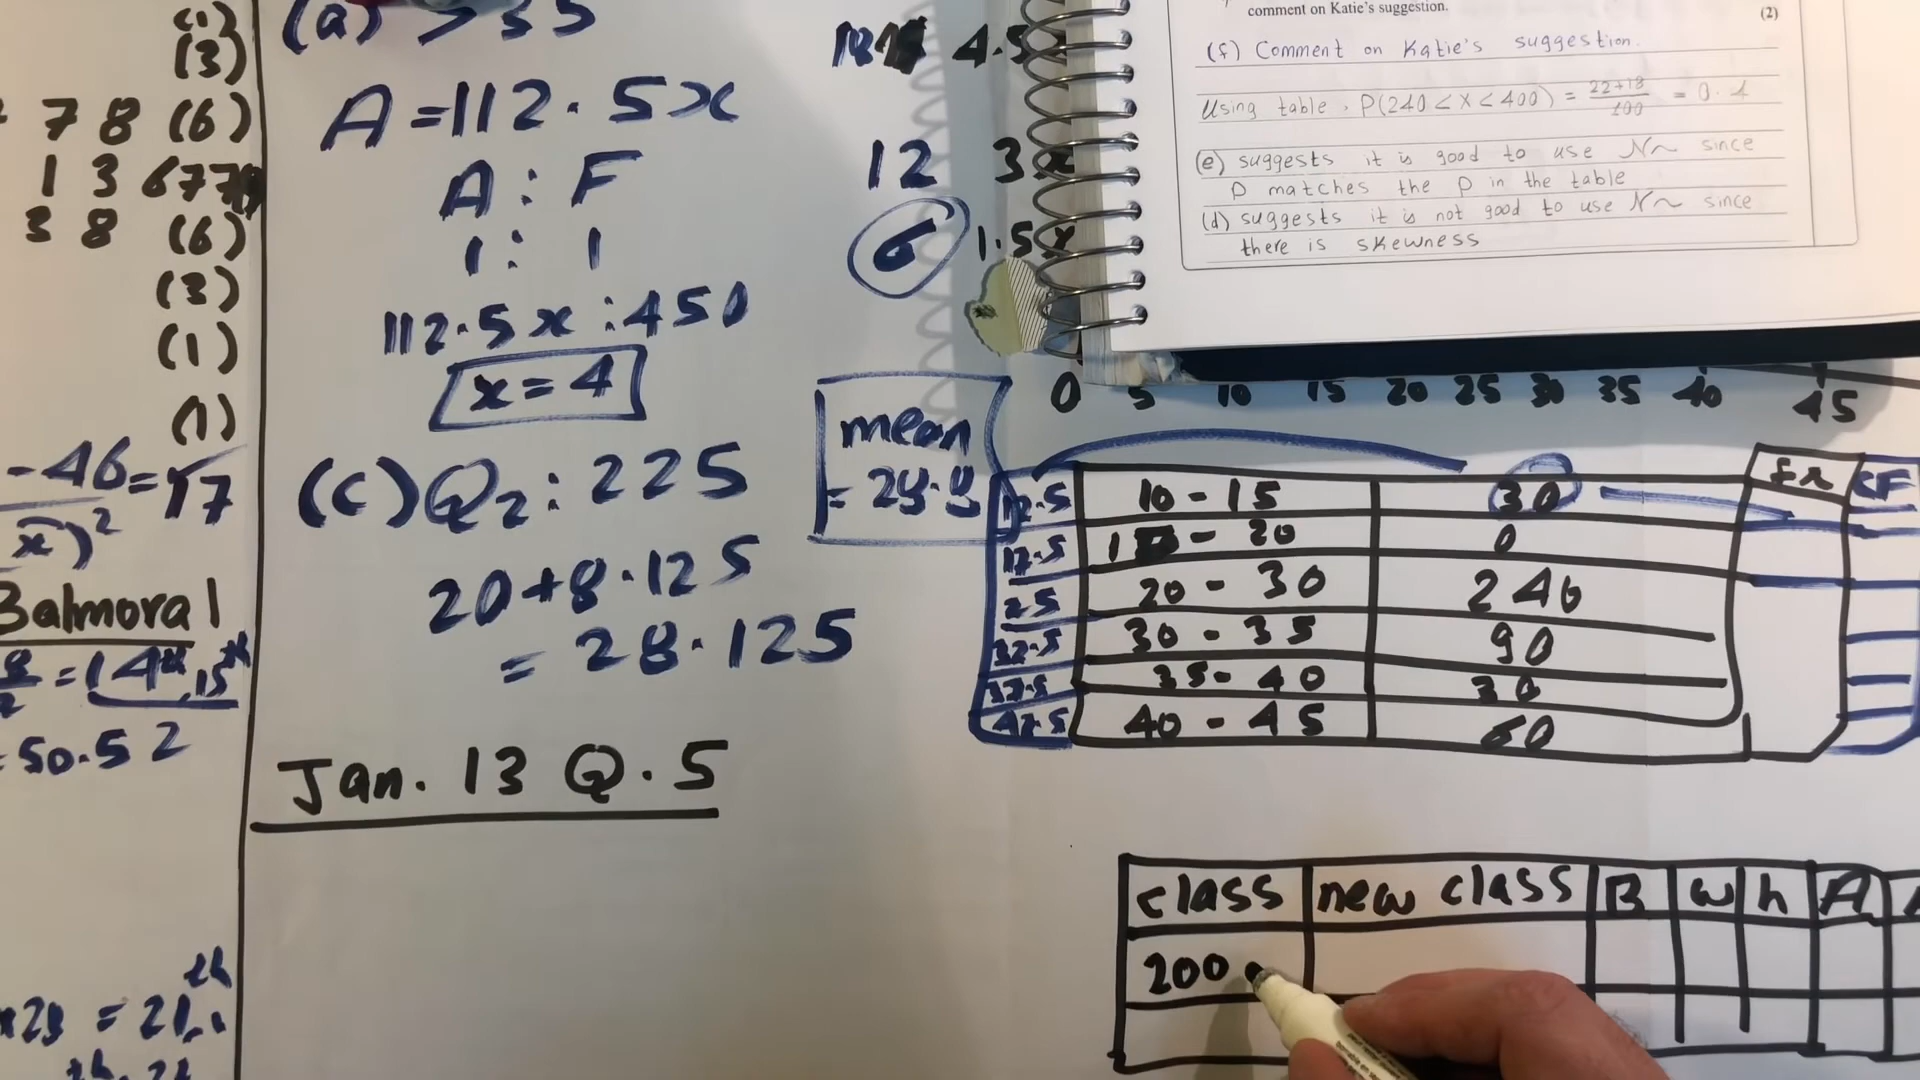 (3)
7 8 (6)
1 3 677
3 8 (6)
(3)
(1)
(1)
-46 = 17
x̄)²
Balmoral
= 14th 15th
= 50.52
th
= 21
(a) > 35
A = 112.5x
A : F
1 : 1
112.5x : 450
x = 4
(c) Q₂ : 225
20 + 8.125
= 28.125
Jan. 13 Q.5
4.5
12 3x
6 1.5x
mean
comment on Katie's suggestion.
(2)
(f) Comment on Katie's suggestion.
Using table, P(240 < X < 400) = 22+18/100 = 0.4
(e) suggests it is good to use N~ since
p matches the p in the table
(d) suggests it is not good to use N~ since
there is skewness
0 5 10 15 20 25 30 35 40 45
fx CF
12.5 10 - 15 30
17.5 - 20 0
25 20 - 30 240
32.5 30 - 35 90
37.5 35 - 40 30
42.5 40 - 45 60
class new class B w h A
200